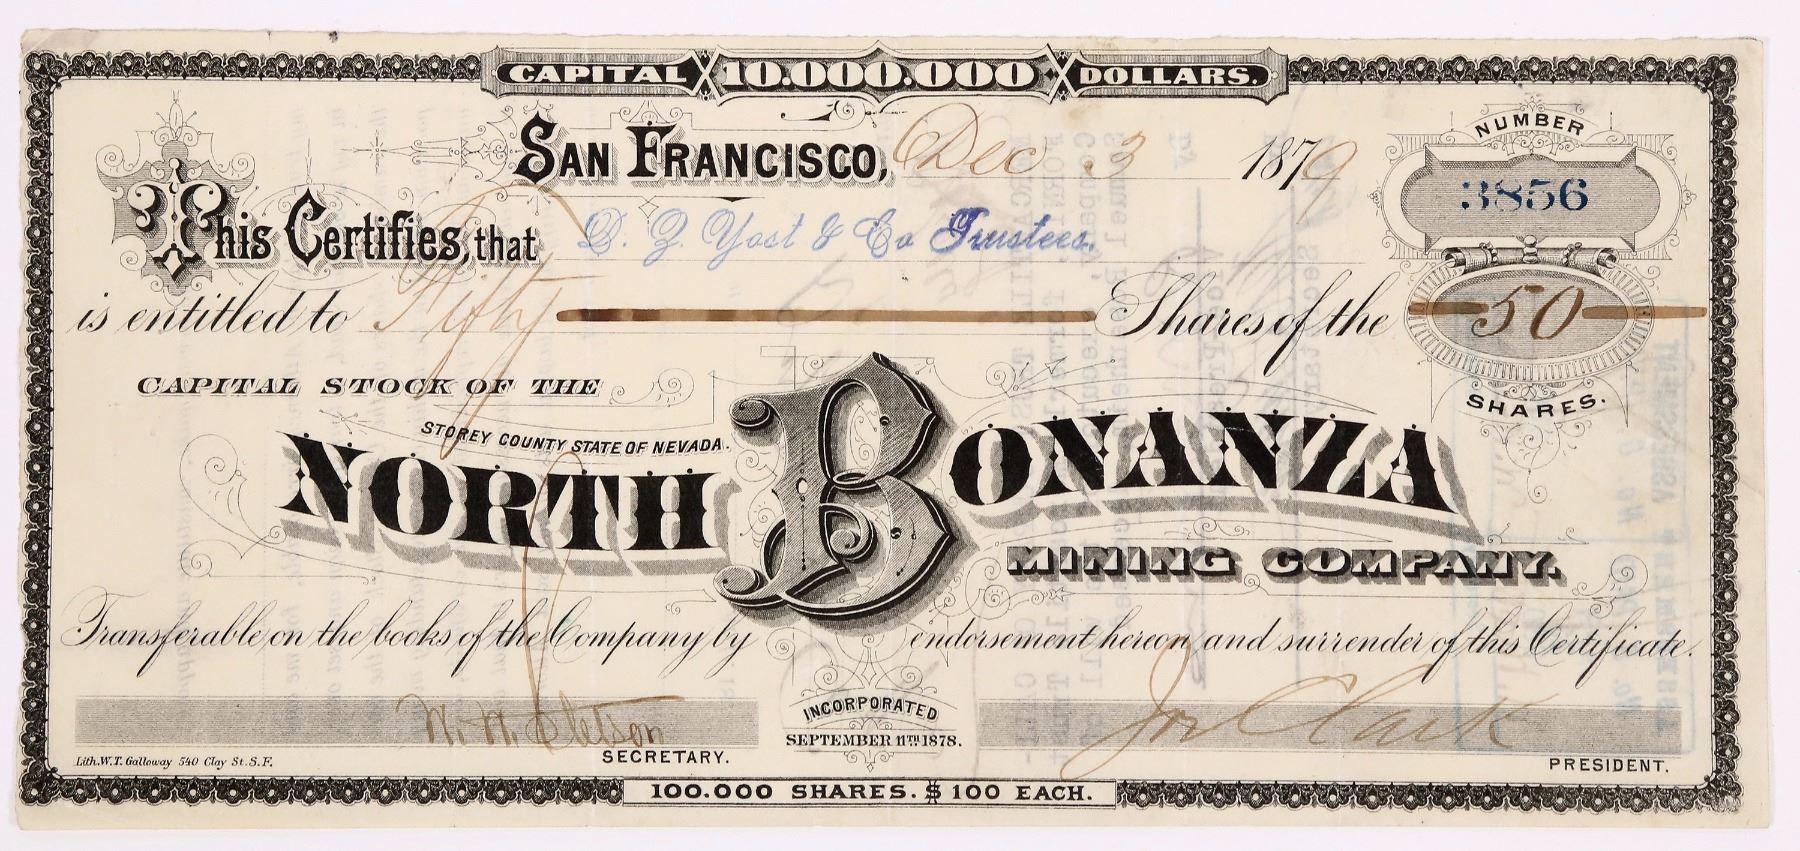 CAPITAL 10.000.000 DOLLARS.
SAN FRANCISCO, Dec 3 1879
NUMBER
3856
This Certifies, that D. Z. Yost & Co Trustees.
is entitled to Fifty Shares of the 50
SHARES.
CAPITAL STOCK OF THE
STOREY COUNTY STATE OF NEVADA.
NORTH BONANZA
MINING COMPANY.
Transferable on the books of the Company by endorsement hereon and surrender of this Certificate.
W. H. Stetson
SECRETARY.
INCORPORATED
SEPTEMBER 11TH 1878.
Jos Clark
PRESIDENT.
Lith. W. T. Galloway 540 Clay St. S. F.
100.000 SHARES. $ 100 EACH.